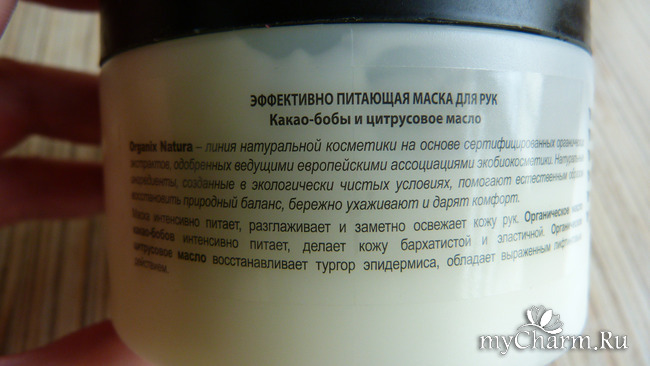 ЭФФЕКТИВНО ПИТАЮЩАЯ МАСКА ДЛЯ РУК
Какао-бобы и цитрусовое масло
Organix Natura – линия натуральной косметики на основе сертифицированных
экстрактов, одобренных ведущими европейскими ассоциациями экобиокосметики.
ингредиенты, созданные в экологически чистых условиях, помогают естественным
восстановить природный баланс, бережно ухаживают и дарят комфорт.
Маска интенсивно питает, разглаживает и заметно освежает кожу рук. Органическое масло
какао-бобов интенсивно питает, делает кожу бархатистой и эластичной.
цитрусовое масло восстанавливает тургор эпидермиса, обладает выраженным
действием.
myCharm.Ru